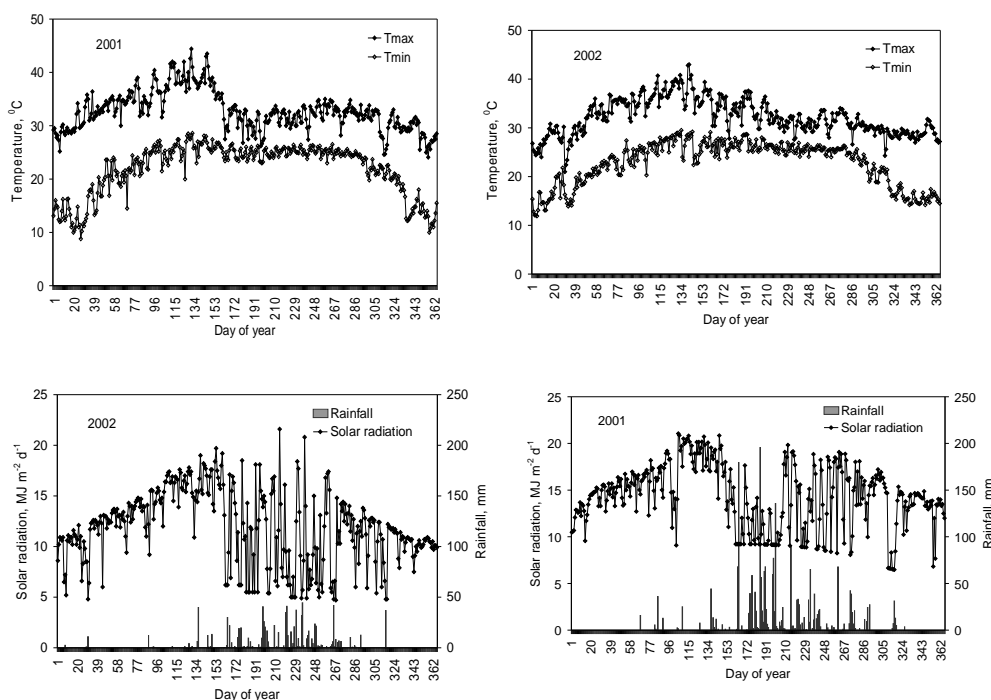 2001
Tmax
Tmin
50
40
30
20
10
0
Temperature, ⁰C
1 20 39 58 77 96 115 134 153 172 191 210 229 248 267 286 305 324 343 362
Day of year
2002
Tmax
Tmin
50
40
30
20
10
0
Temperature, ⁰C
1 20 39 58 77 96 115 134 153 172 191 210 229 248 267 286 305 324 343 362
Day of year
2002
Rainfall
Solar radiation
25
20
15
10
5
0
Solar radiation, MJ m⁻² d⁻¹
250
200
150
100
50
0
Rainfall, mm
1 20 39 58 77 96 115 134 153 172 191 210 229 248 267 286 305 324 343 362
Day of year
2001
Rainfall
Solar radiation
25
20
15
10
5
0
Solar radiation, MJ m⁻² d⁻¹
250
200
150
100
50
0
Rainfall, mm
1 20 39 58 77 96 115 134 153 172 191 210 229 248 267 286 305 324 343 362
Day of year